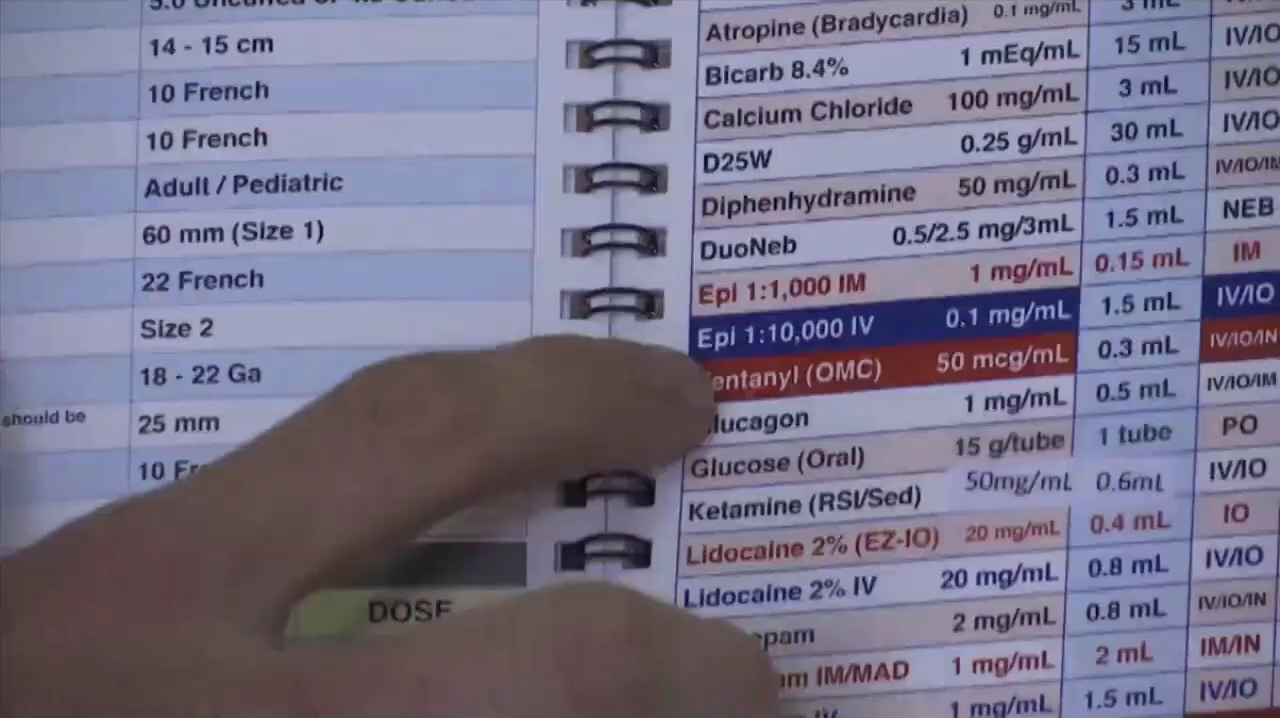 14 - 15 cm
10 French
10 French
Adult / Pediatric
60 mm (Size 1)
22 French
Size 2
18 - 22 Ga
should be
25 mm
10
DOSE
Atropine (Bradycardia) 0.1 mg/mL 3 mL
Bicarb 8.4% 1 mEq/mL 15 mL IV/IO
Calcium Chloride 100 mg/mL 3 mL IV/IO
D25W 0.25 g/mL 30 mL IV/IO
Diphenhydramine 50 mg/mL 0.3 mL IV/IO/IM
DuoNeb 0.5/2.5 mg/3mL 1.5 mL NEB
Epi 1:1,000 IM 1 mg/mL 0.15 mL IM
Epi 1:10,000 IV 0.1 mg/mL 1.5 mL IV/IO
entanyl (OMC) 50 mcg/mL 0.3 mL IV/IO/IN
lucagon 1 mg/mL 0.5 mL IV/IO/IM
Glucose (Oral) 15 g/tube 1 tube PO
Ketamine (RSI/Sed) 50mg/mL 0.6mL IV/IO
Lidocaine 2% (EZ-IO) 20 mg/mL 0.4 mL IO
Lidocaine 2% IV 20 mg/mL 0.8 mL IV/IO
pam 2 mg/mL 0.8 mL IV/IO/IN
m IM/MAD 1 mg/mL 2 mL IM/IN
IV 1 mg/mL 1.5 mL IV/IO